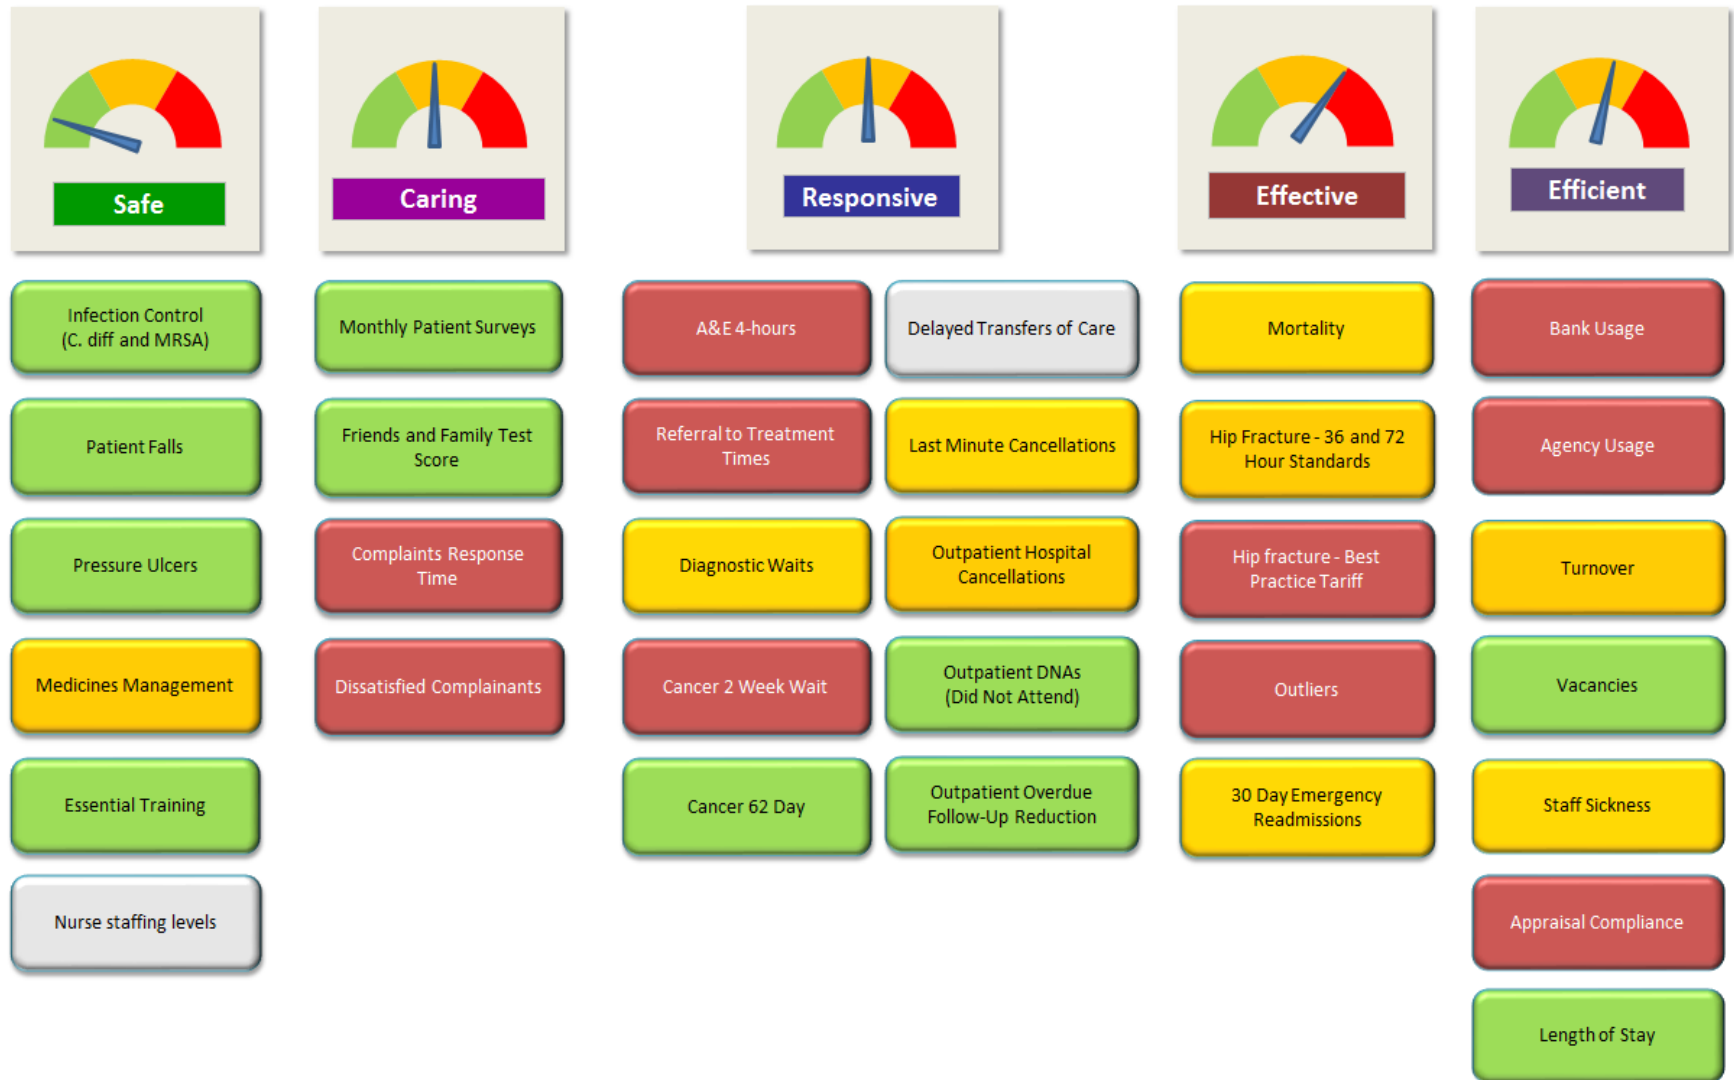 Safe
Infection Control
(C. diff and MRSA)
Patient Falls
Pressure Ulcers
Medicines Management
Essential Training
Nurse staffing levels
Caring
Monthly Patient Surveys
Friends and Family Test
Score
Complaints Response
Time
Dissatisfied Complainants
Responsive
A&E 4-hours
Referral to Treatment
Times
Diagnostic Waits
Cancer 2 Week Wait
Cancer 62 Day
Delayed Transfers of Care
Last Minute Cancellations
Outpatient Hospital
Cancellations
Outpatient DNAs
(Did Not Attend)
Outpatient Overdue
Follow-Up Reduction
Effective
Mortality
Hip Fracture - 36 and 72
Hour Standards
Hip fracture - Best
Practice Tariff
Outliers
30 Day Emergency
Readmissions
Efficient
Bank Usage
Agency Usage
Turnover
Vacancies
Staff Sickness
Appraisal Compliance
Length of Stay